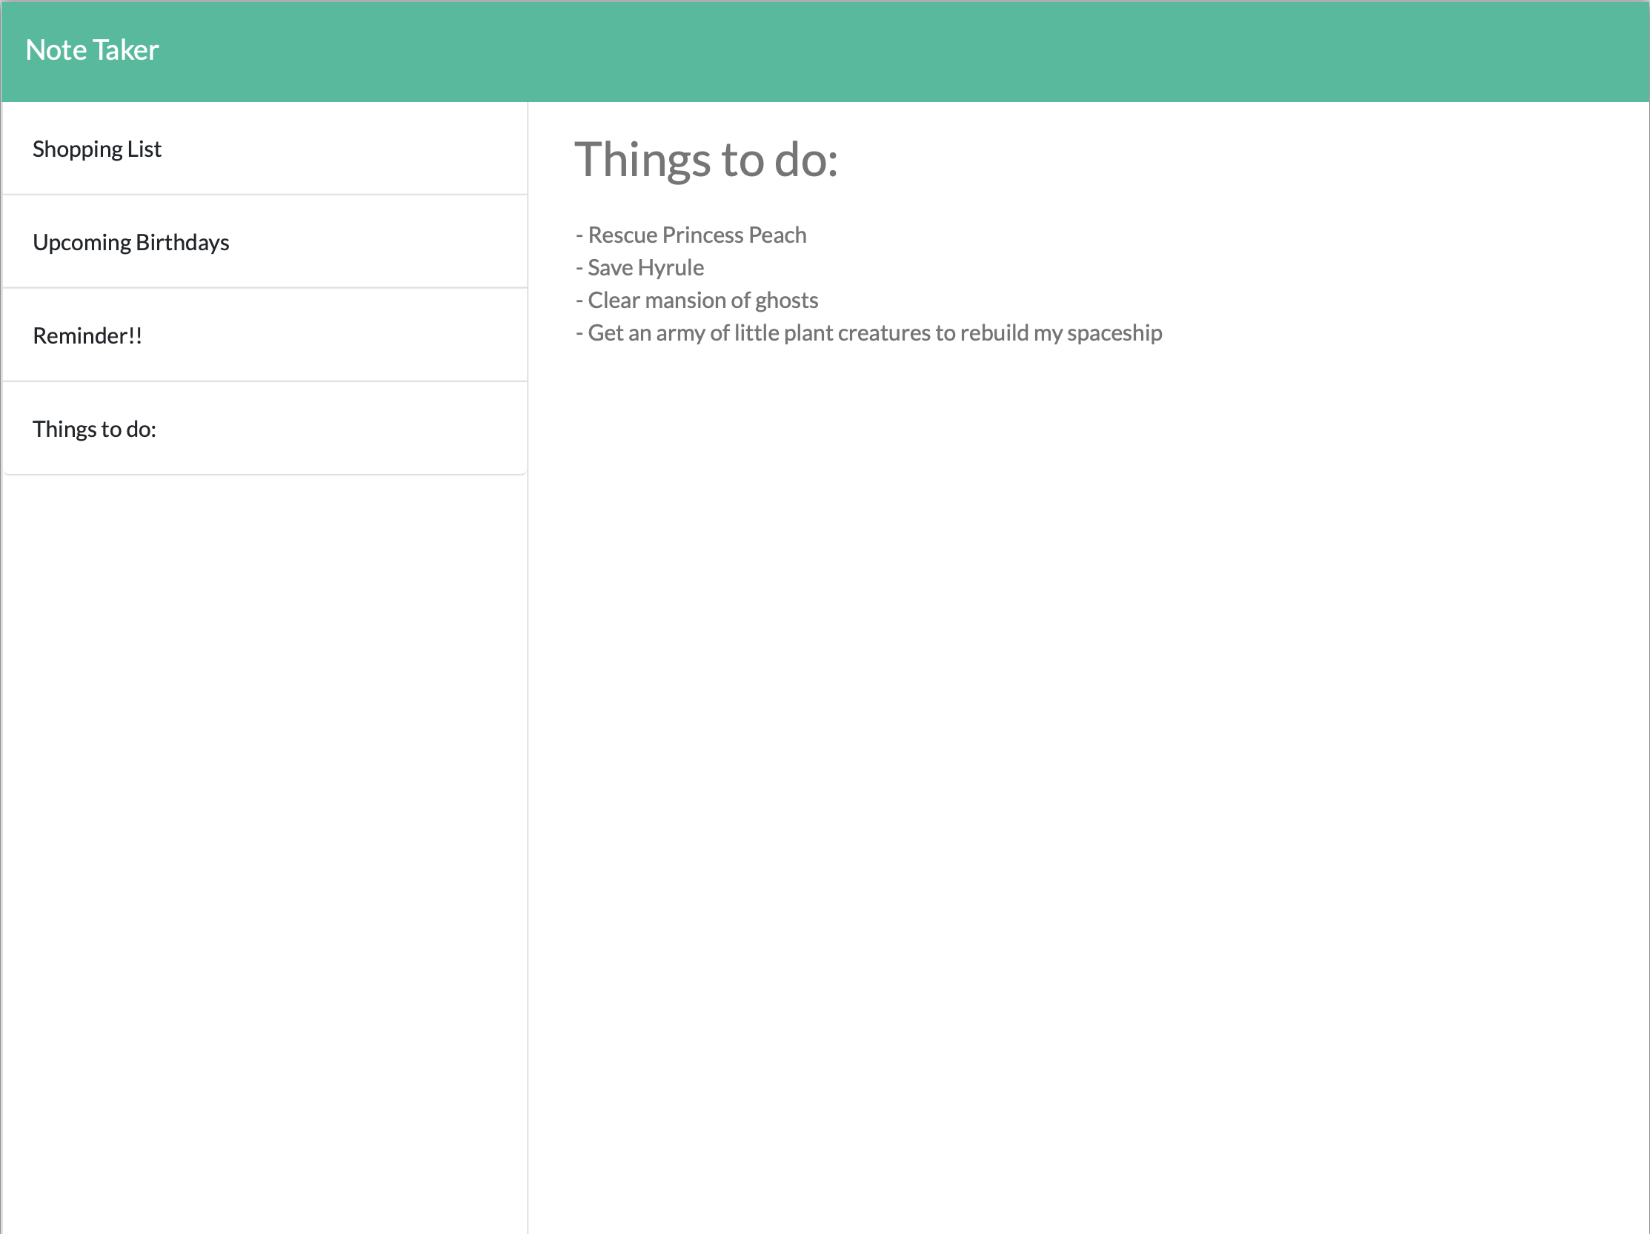 Note Taker
Shopping List
Upcoming Birthdays
Reminder!!
Things to do:
Things to do:
- Rescue Princess Peach
- Save Hyrule
- Clear mansion of ghosts
- Get an army of little plant creatures to rebuild my spaceship